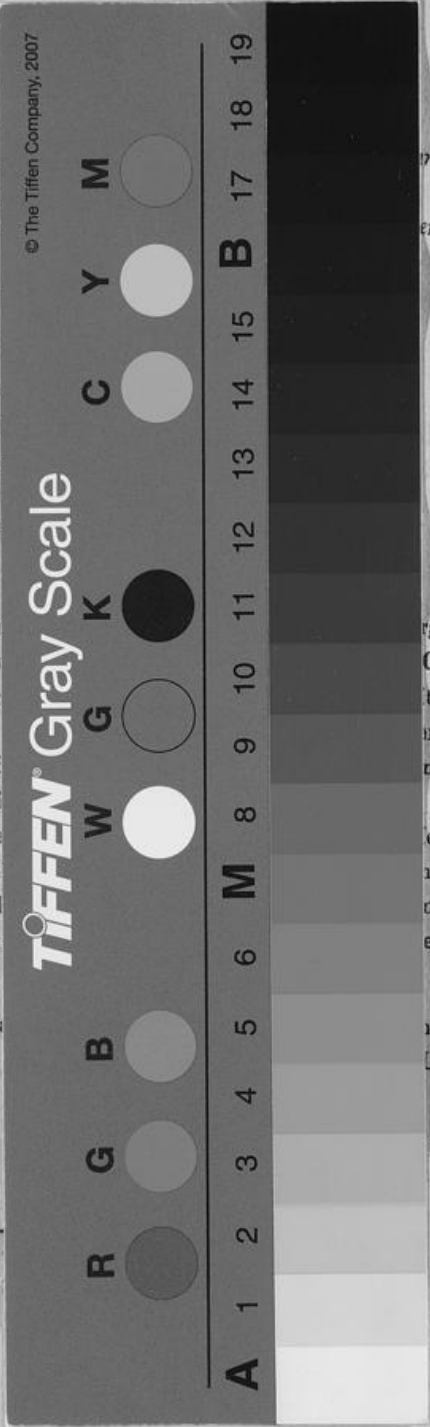 © The Tiffen Company, 2007
TIFFEN® Gray Scale
R G B W G K C Y M
A 1 2 3 4 5 6 M 8 9 10 11 12 13 14 15 B 17 18 19